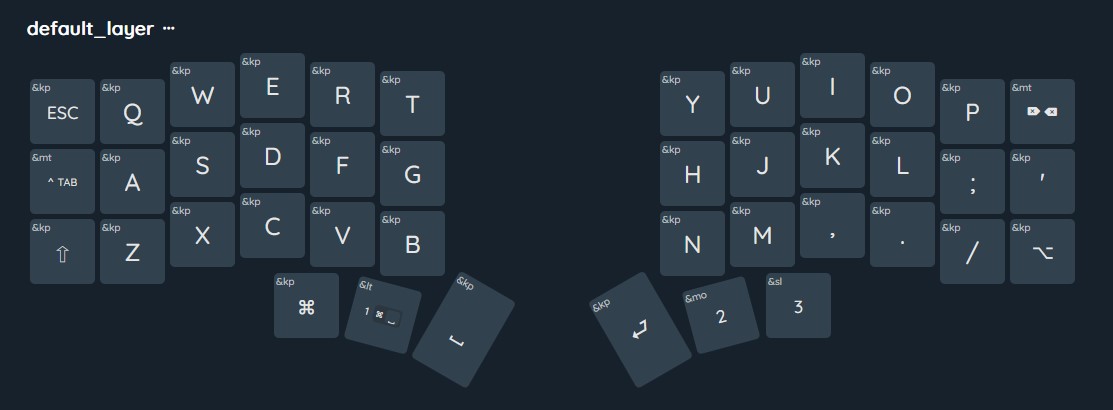 default_layer ···
&kp ESC
&kp Q
&kp W
&kp E
&kp R
&kp T
&kp Y
&kp U
&kp I
&kp O
&kp P
&mt ⌦ ⌫
&mt ^ TAB
&kp A
&kp S
&kp D
&kp F
&kp G
&kp H
&kp J
&kp K
&kp L
&kp ;
&kp '
&kp ⇧
&kp Z
&kp X
&kp C
&kp V
&kp B
&kp N
&kp M
&kp ,
&kp .
&kp /
&kp ⌥
&kp ⌘
&lt 1 ⌘ ⎵
&kp ⎵
&kp ⏎
&mo 2
&sl 3